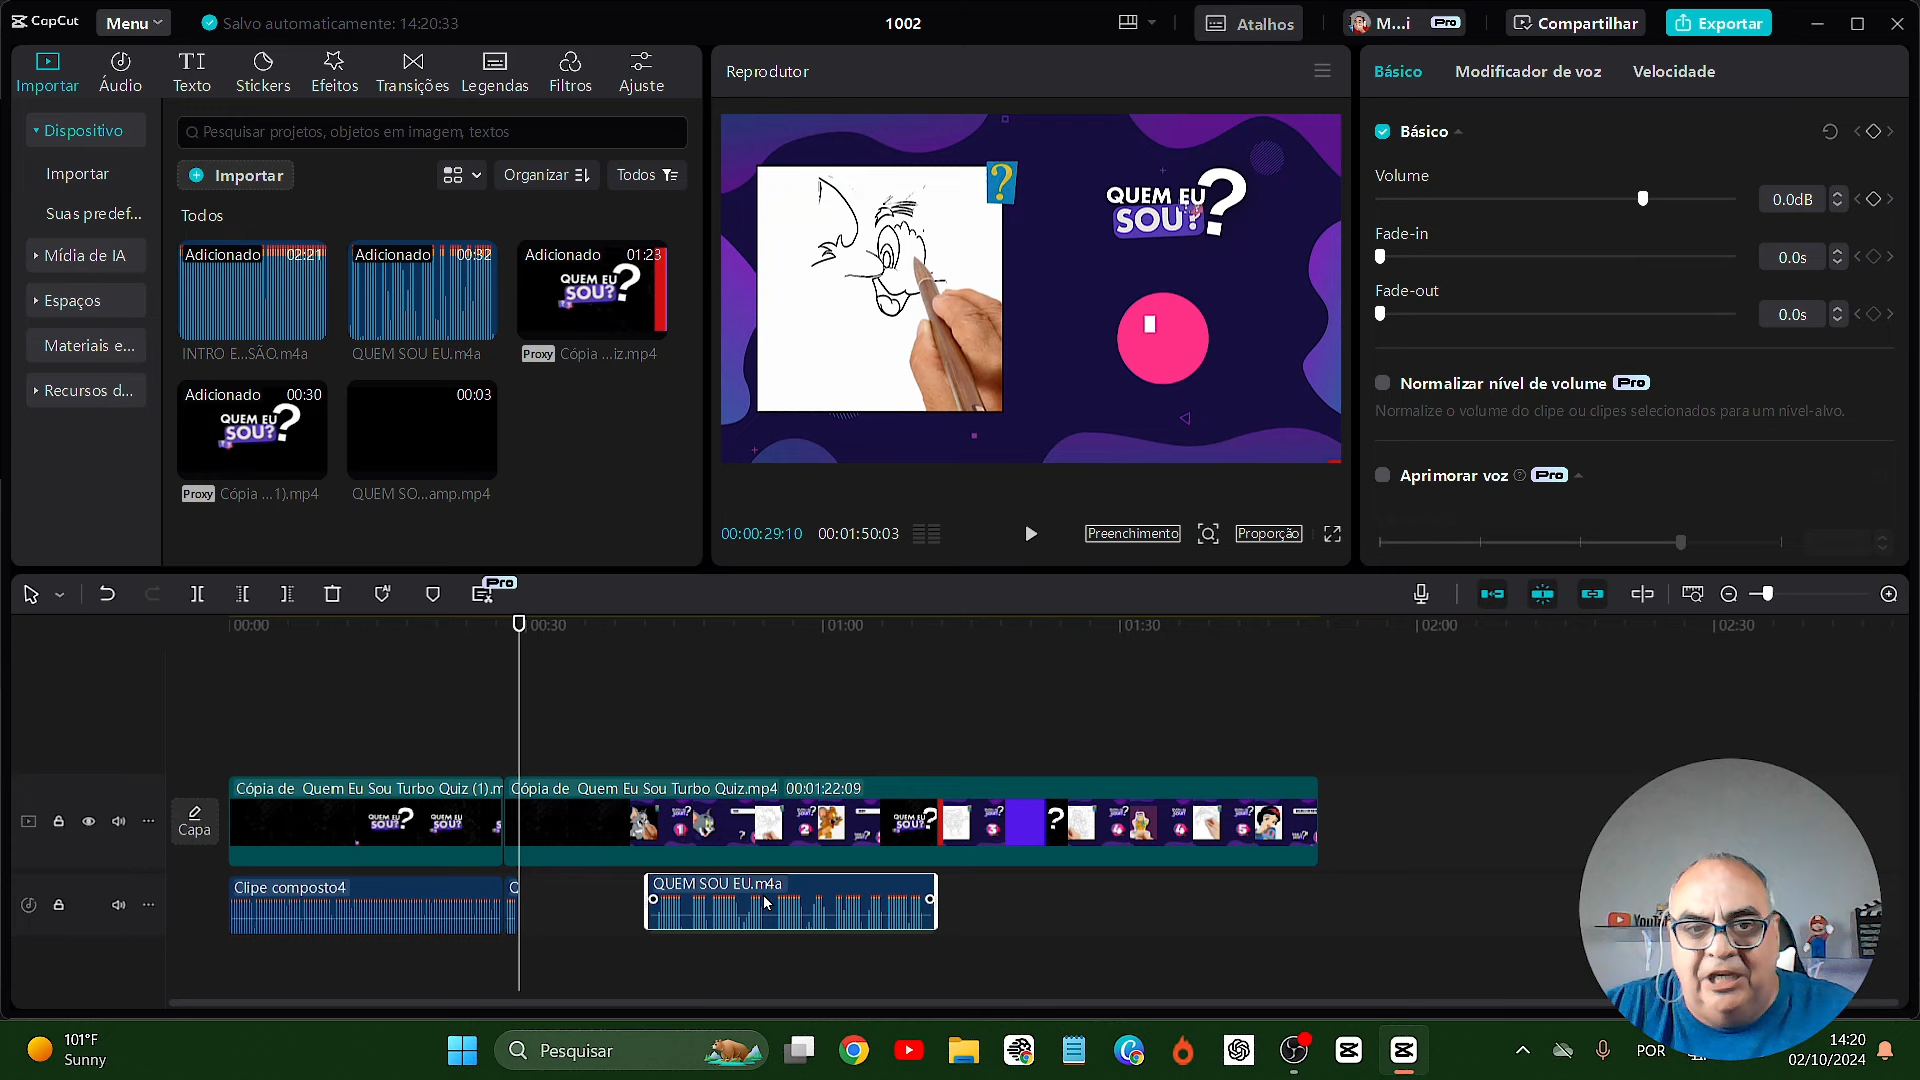 CapCut
Menu
Salvo automaticamente: 14:20:33
1002
Atalhos
M...i
Pro
Compartilhar
Exportar
Importar
Áudio
Texto
Stickers
Efeitos
Transições
Legendas
Filtros
Ajuste
Reprodutor
Básico
Modificador de voz
Velocidade
Dispositivo
Importar
Suas predef...
Mídia de IA
Espaços
Materiais e...
Recursos d...
Pesquisar projetos, objetos em imagem, textos
Importar
Organizar
Todos
Todos
Adicionado 02:21
INTRO E...SÃO.m4a
Adicionado 00:32
QUEM SOU EU.m4a
Adicionado 01:23
QUEM EU
SOU?
Proxy Cópia ...iz.mp4
Adicionado 00:30
QUEM EU
SOU?
Proxy Cópia ...1).mp4
00:03
QUEM SO...amp.mp4
?
QUEM EU
SOU?
00:00:29:10
00:01:50:03
Preenchimento
Proporção
Básico
Volume
0.0dB
Fade-in
0.0s
Fade-out
0.0s
Normalizar nível de volume Pro
Normalize o volume do clipe ou clipes selecionados para um nível-alvo.
Aprimorar voz Pro
Pro
00:00
00:30
01:00
01:30
02:00
02:30
Capa
Cópia de Quem Eu Sou Turbo Quiz (1).m
Cópia de Quem Eu Sou Turbo Quiz.mp4 00:01:22:09
Clipe composto4
C
QUEM SOU EU.m4a
YouTu
101°F
Sunny
Pesquisar
POR
14:20
02/10/2024